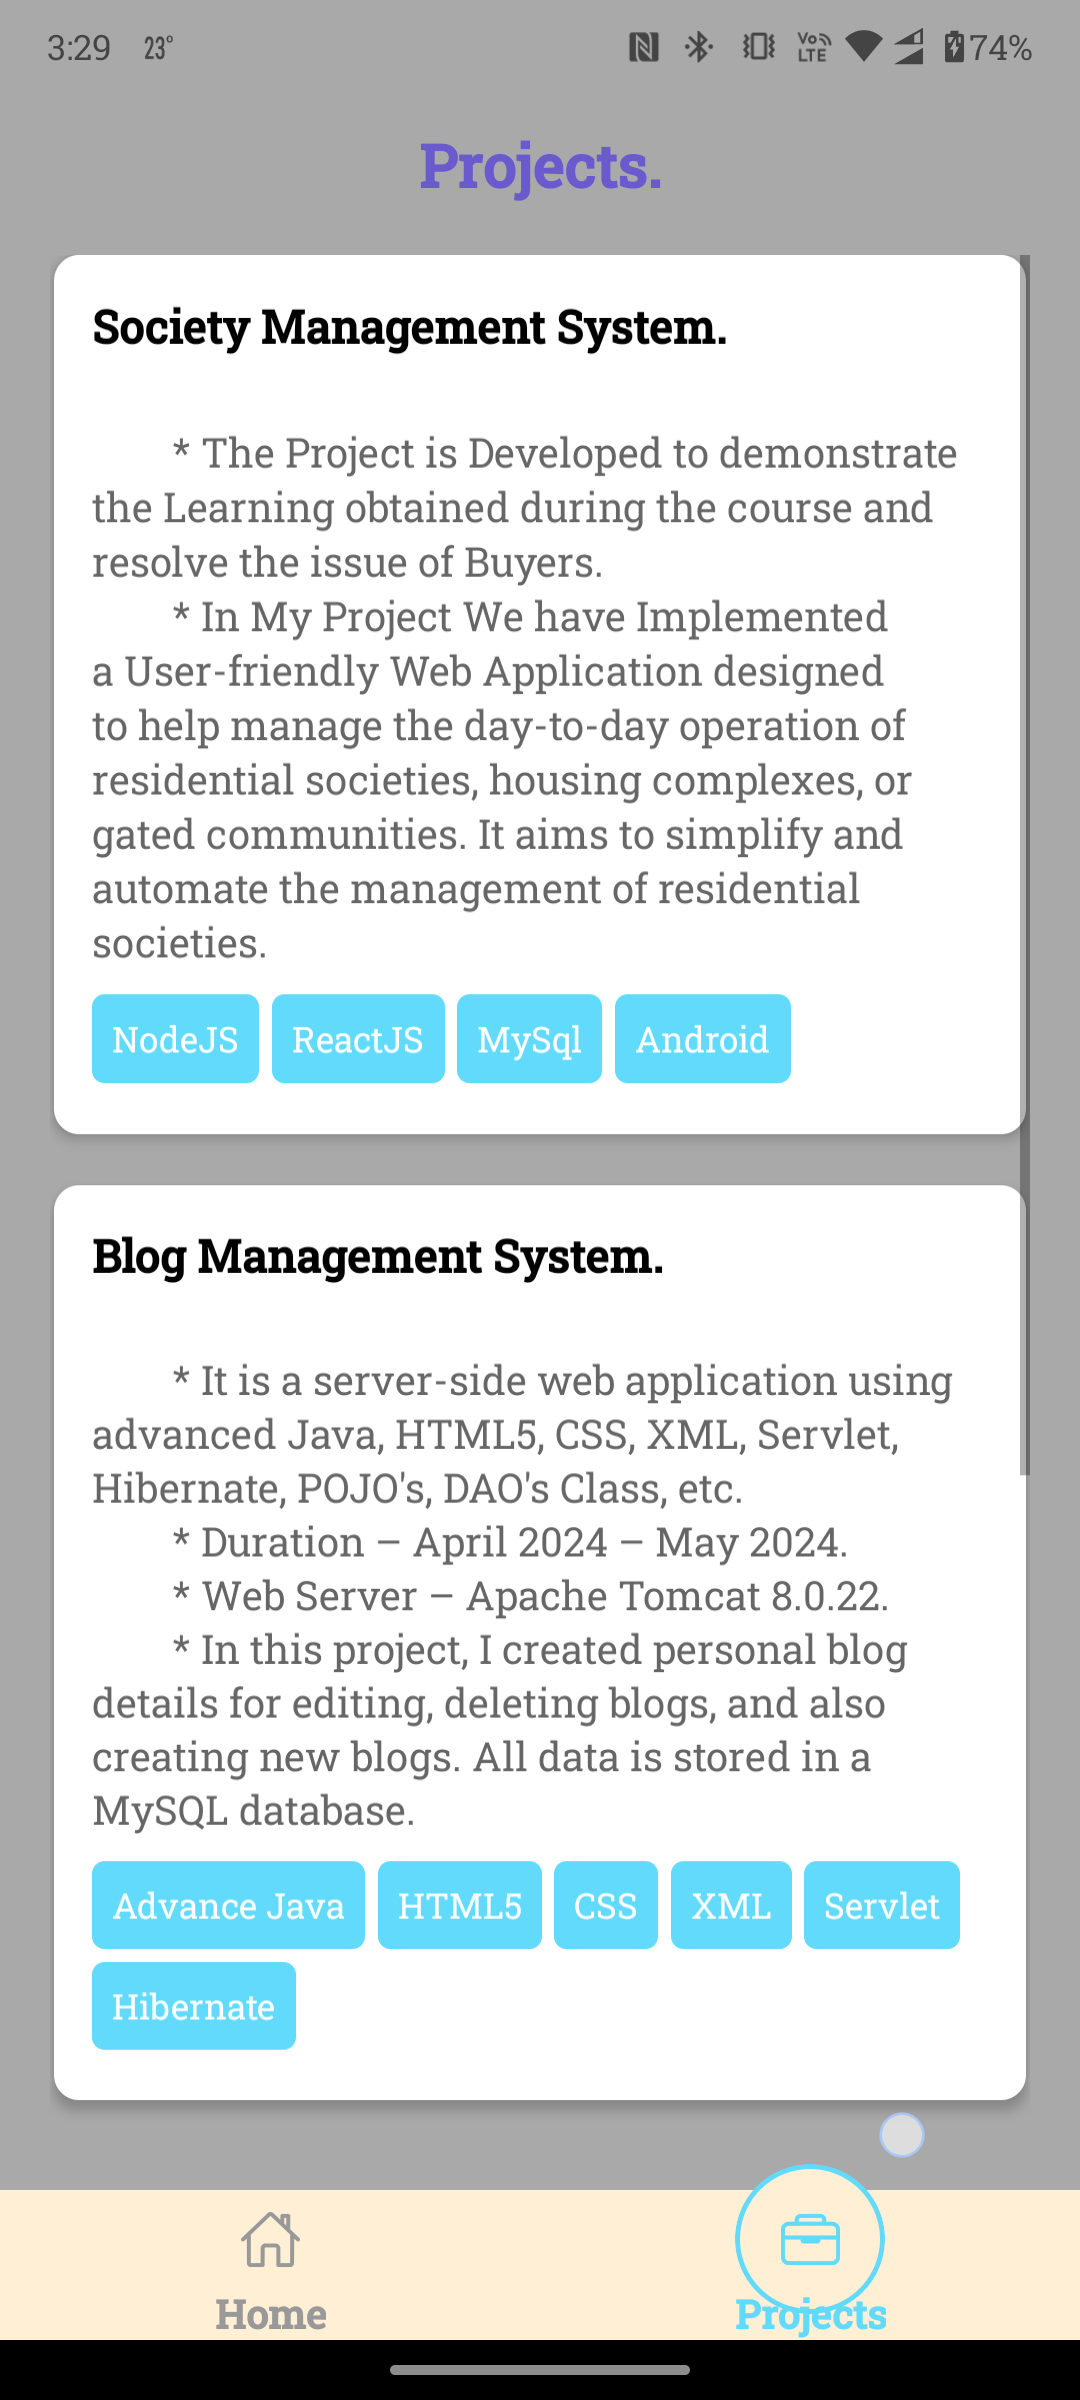 3:29 23° Vo LTE 74%
Projects.
Society Management System.
* The Project is Developed to demonstrate
the Learning obtained during the course and
resolve the issue of Buyers.
* In My Project We have Implemented
a User-friendly Web Application designed
to help manage the day-to-day operation of
residential societies, housing complexes, or
gated communities. It aims to simplify and
automate the management of residential
societies.
NodeJS ReactJS MySql Android
Blog Management System.
* It is a server-side web application using
advanced Java, HTML5, CSS, XML, Servlet,
Hibernate, POJO's, DAO's Class, etc.
* Duration – April 2024 – May 2024.
* Web Server – Apache Tomcat 8.0.22.
* In this project, I created personal blog
details for editing, deleting blogs, and also
creating new blogs. All data is stored in a
MySQL database.
Advance Java HTML5 CSS XML Servlet
Hibernate
Home Projects